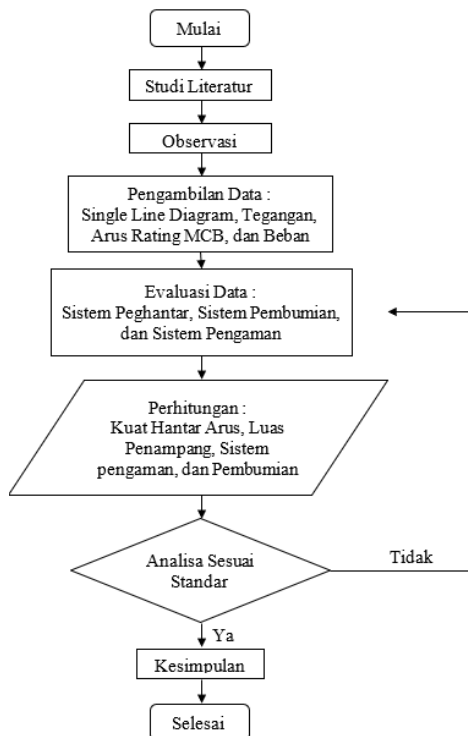 Mulai
Studi Literatur
Observasi
Pengambilan Data :
Single Line Diagram, Tegangan,
Arus Rating MCB, dan Beban
Evaluasi Data :
Sistem Peghantar, Sistem Pembumian,
dan Sistem Pengaman
Perhitungan :
Kuat Hantar Arus, Luas
Penampang, Sistem
pengaman, dan Pembumian
Analisa Sesuai
Standar
Tidak
Ya
Kesimpulan
Selesai